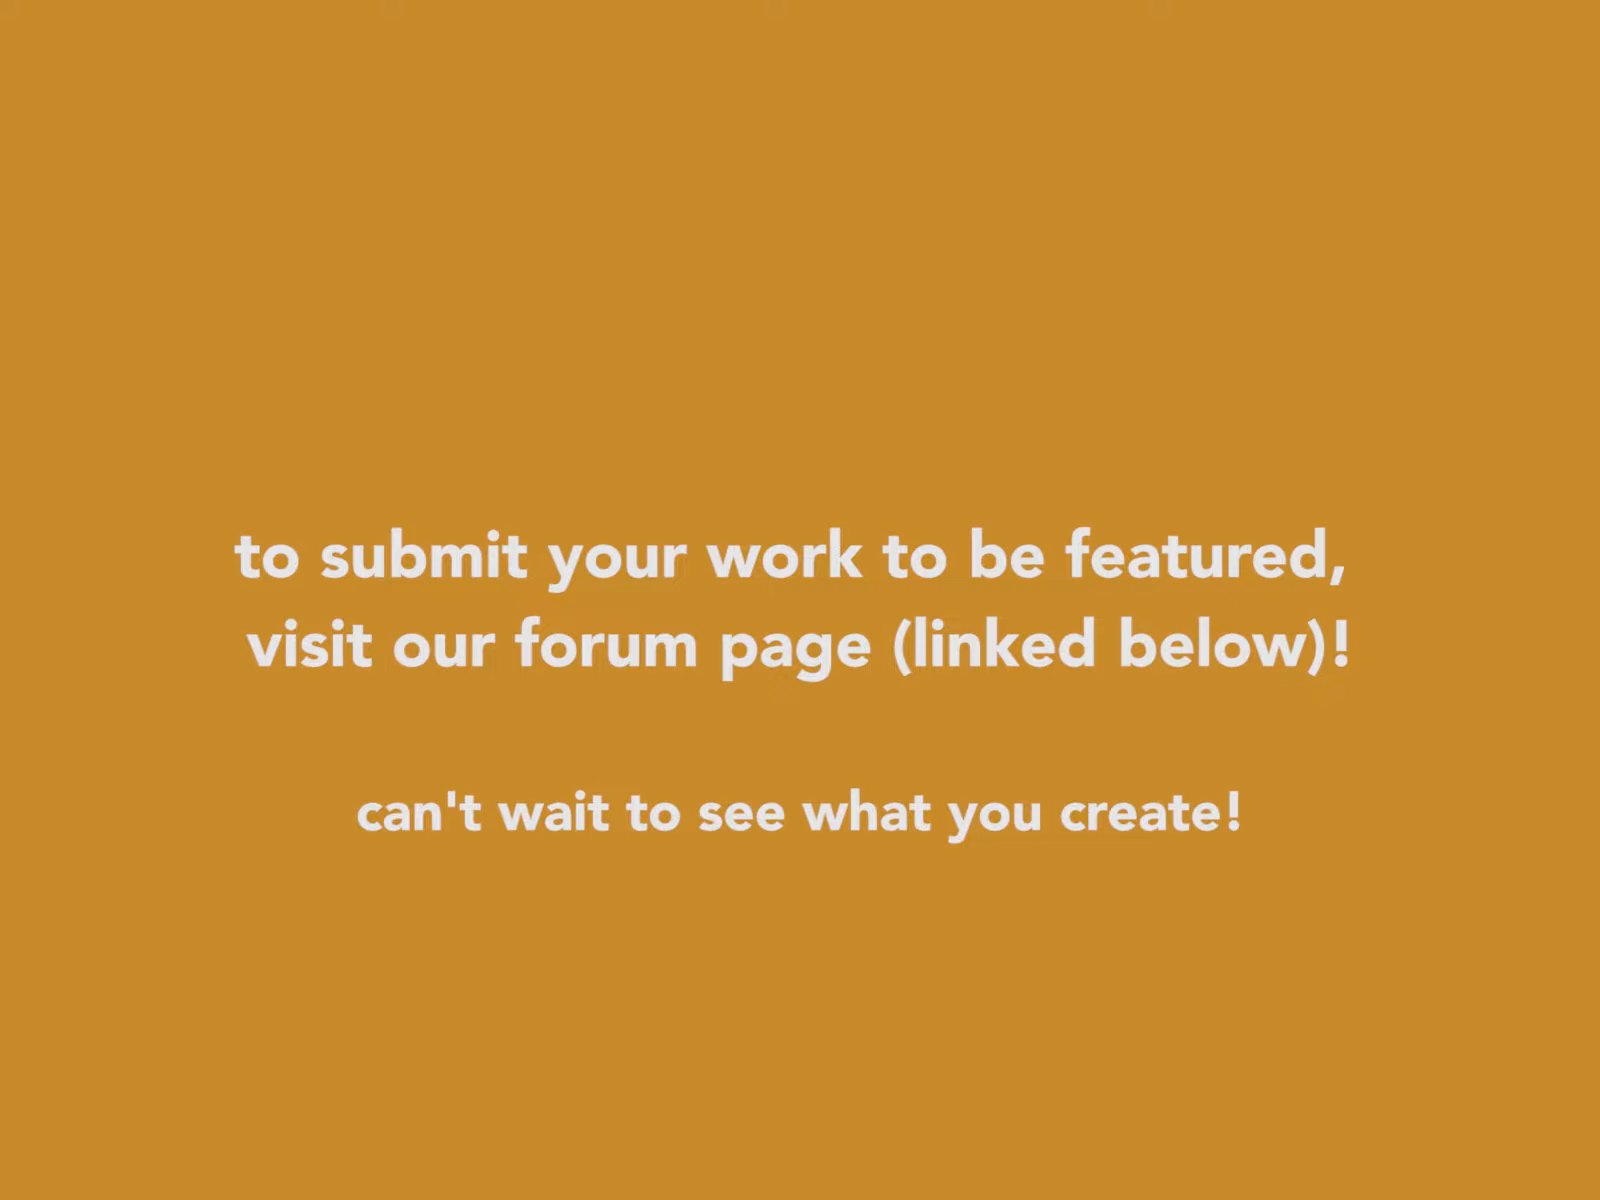 to submit your work to be featured,
visit our forum page (linked below)!
can't wait to see what you create!